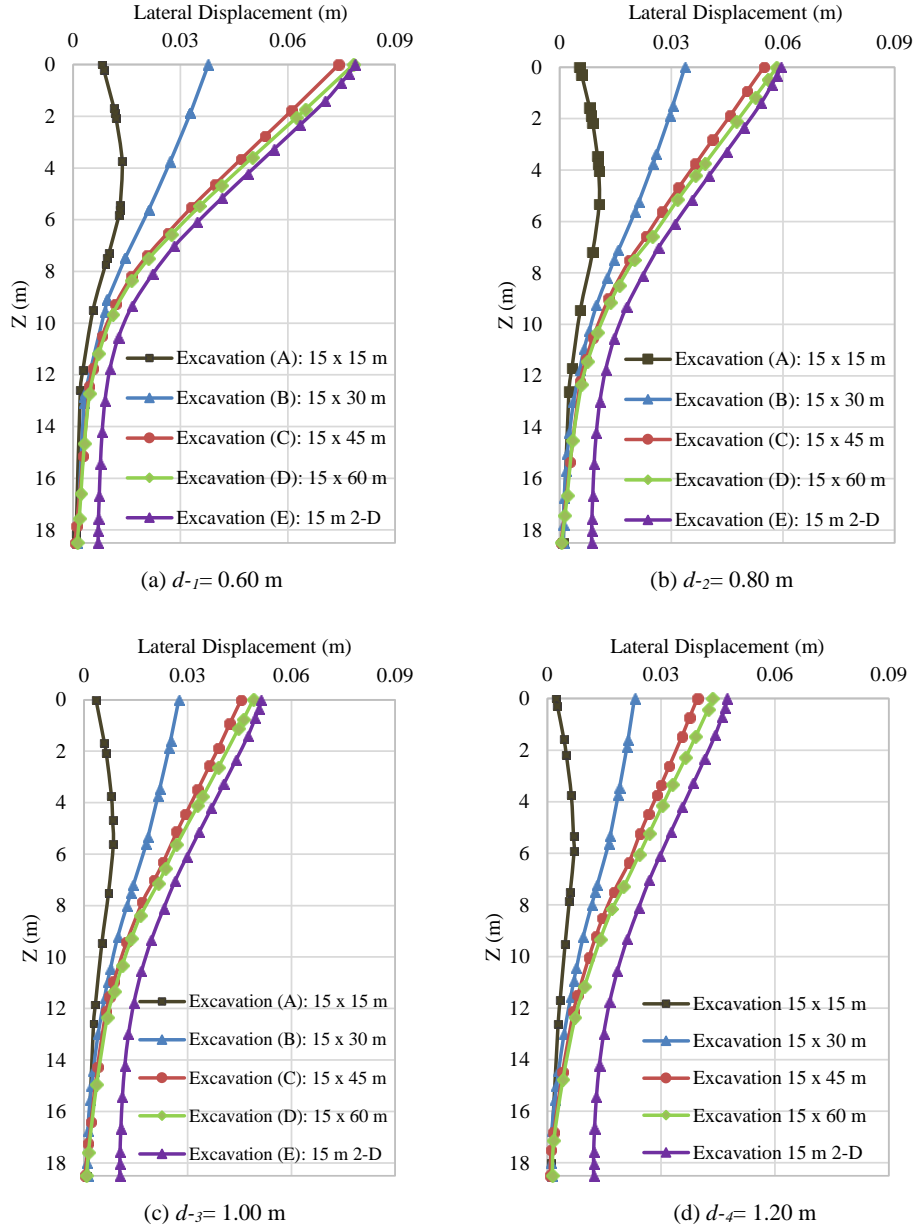 Lateral Displacement (m)
0 0.03 0.06 0.09
0
2
4
6
8
10
12
14
16
18
Z (m)
Excavation (A): 15 x 15 m
Excavation (B): 15 x 30 m
Excavation (C): 15 x 45 m
Excavation (D): 15 x 60 m
Excavation (E): 15 m 2-D
(a) d-1= 0.60 m
Lateral Displacement (m)
0 0.03 0.06 0.09
0
2
4
6
8
10
12
14
16
18
Z (m)
Excavation (A): 15 x 15 m
Excavation (B): 15 x 30 m
Excavation (C): 15 x 45 m
Excavation (D): 15 x 60 m
Excavation (E): 15 m 2-D
(b) d-2= 0.80 m
Lateral Displacement (m)
0 0.03 0.06 0.09
0
2
4
6
8
10
12
14
16
18
Z (m)
Excavation (A): 15 x 15 m
Excavation (B): 15 x 30 m
Excavation (C): 15 x 45 m
Excavation (D): 15 x 60 m
Excavation (E): 15 m 2-D
(c) d-3= 1.00 m
Lateral Displacement (m)
0 0.03 0.06 0.09
0
2
4
6
8
10
12
14
16
18
Z (m)
Excavation 15 x 15 m
Excavation 15 x 30 m
Excavation 15 x 45 m
Excavation 15 x 60 m
Excavation 15 m 2-D
(d) d-4= 1.20 m